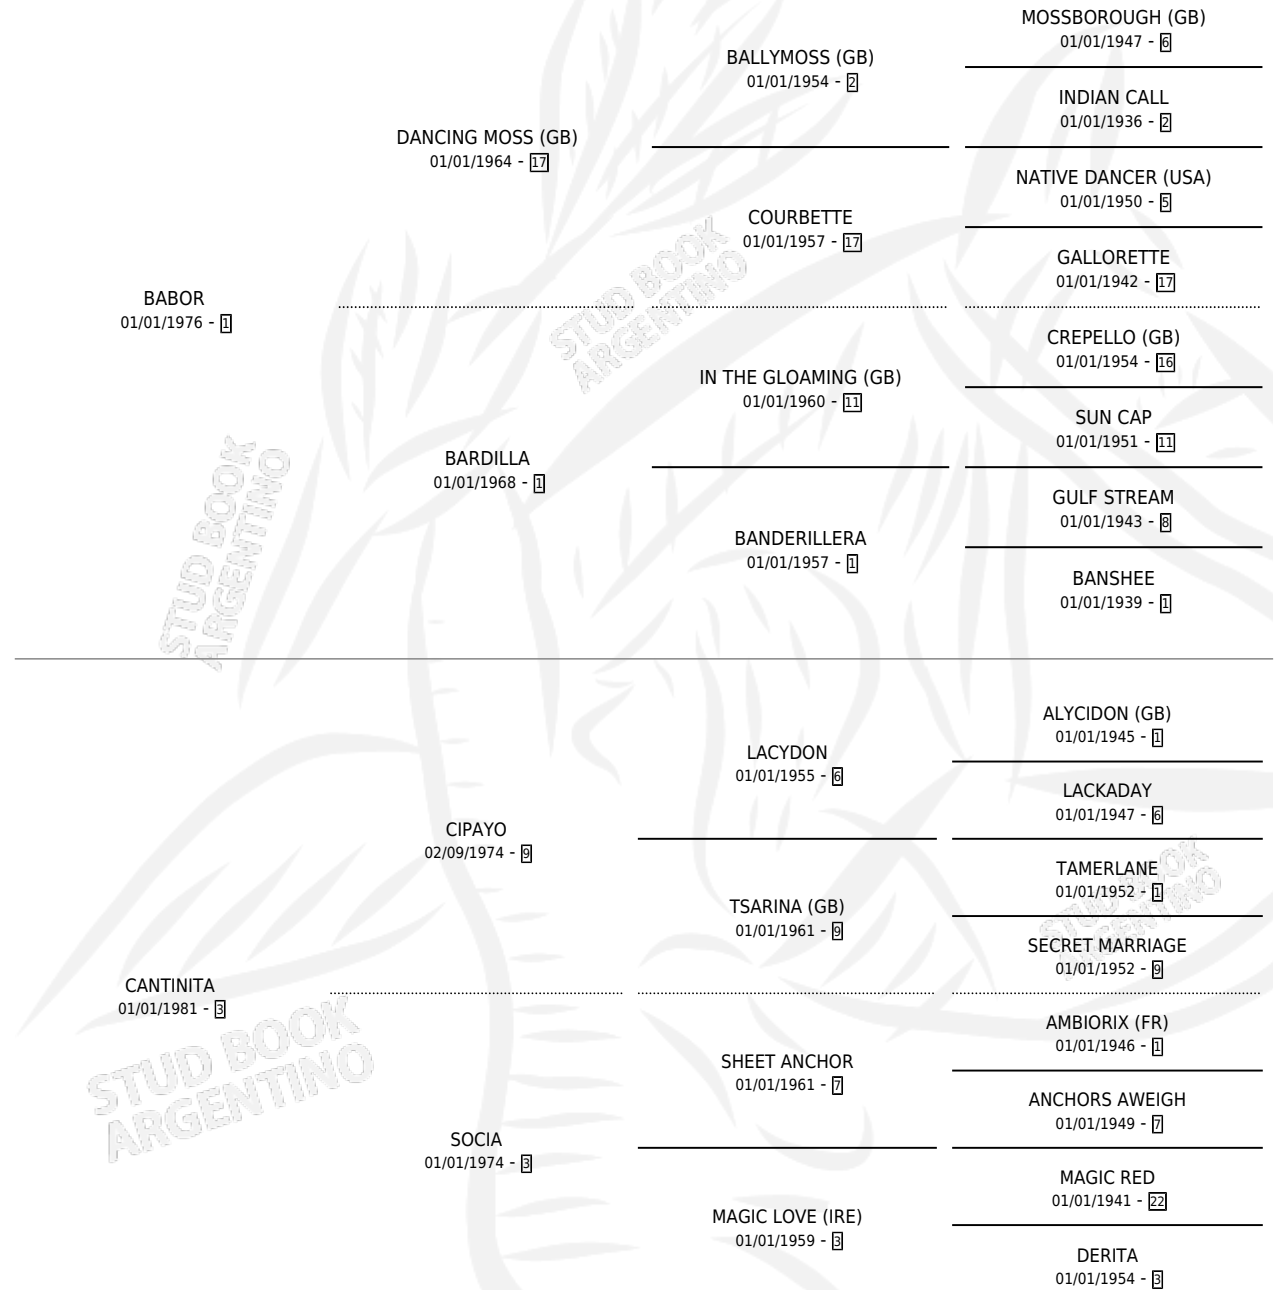 MOSSBOROUGH (GB)
01/01/1947 - 6
BALLYMOSS (GB)
01/01/1954 - 2
INDIAN CALL
01/01/1936 - 2
DANCING MOSS (GB)
01/01/1964 - 17
NATIVE DANCER (USA)
01/01/1950 - 5
COURBETTE
01/01/1957 - 17
GALLORETTE
01/01/1942 - 17
BABOR
01/01/1976 - 1
STUD BOOK
ARGENTINO
CREPELLO (GB)
01/01/1954 - 16
IN THE GLOAMING (GB)
01/01/1960 - 11
SUN CAP
01/01/1951 - 11
BARDILLA
01/01/1968 - 1
GULF STREAM
01/01/1943 - 8
BANDERILLERA
01/01/1957 - 1
BANSHEE
01/01/1939 - 1
STUD BOOK
ARGENTINO
ALYCIDON (GB)
01/01/1945 - 1
LACYDON
01/01/1955 - 6
LACKADAY
01/01/1947 - 6
CIPAYO
02/09/1974 - 9
TAMERLANE
01/01/1952 - 1
TSARINA (GB)
01/01/1961 - 9
SECRET MARRIAGE
01/01/1952 - 9
STUD BOOK
ARGENTINO
CANTINITA
01/01/1981 - 3
AMBIORIX (FR)
01/01/1946 - 1
SHEET ANCHOR
01/01/1961 - 7
ANCHORS AWEIGH
01/01/1949 - 7
STUD BOOK
ARGENTINO
SOCIA
01/01/1974 - 3
MAGIC RED
01/01/1941 - 22
MAGIC LOVE (IRE)
01/01/1959 - 3
DERITA
01/01/1954 - 3